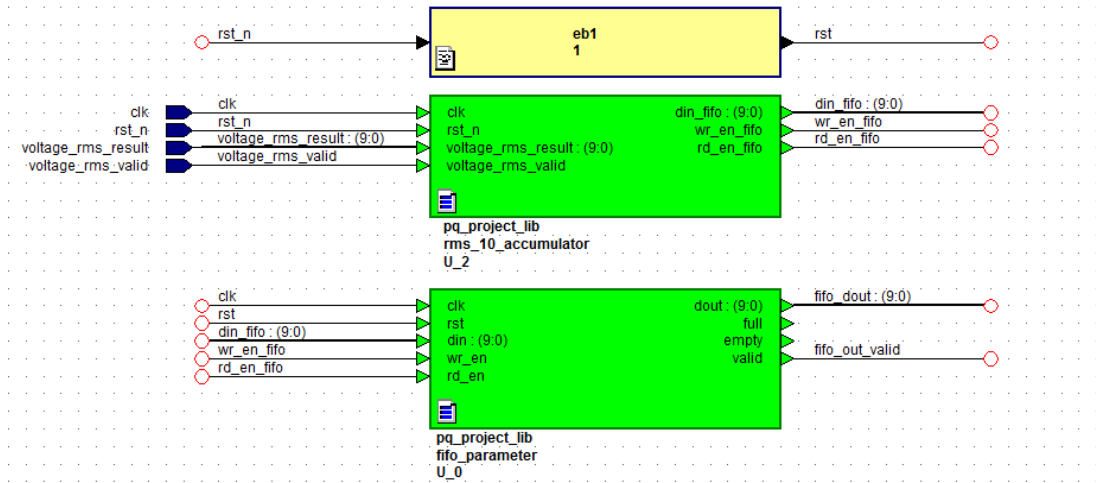 rst_n eb1 rst
1
clk clk clk din_fifo : (9:0) din_fifo : (9:0)
rst_n rst_n rst_n wr_en_fifo wr_en_fifo
voltage_rms_result voltage_rms_result : (9:0) voltage_rms_result : (9:0) rd_en_fifo rd_en_fifo
voltage_rms_valid voltage_rms_valid voltage_rms_valid
pq_project_lib
rms_10_accumulator
U_2
clk clk dout : (9:0) fifo_dout : (9:0)
rst rst full
din_fifo : (9:0) din : (9:0) empty
wr_en_fifo wr_en valid fifo_out_valid
rd_en_fifo rd_en
pq_project_lib
fifo_parameter
U_0